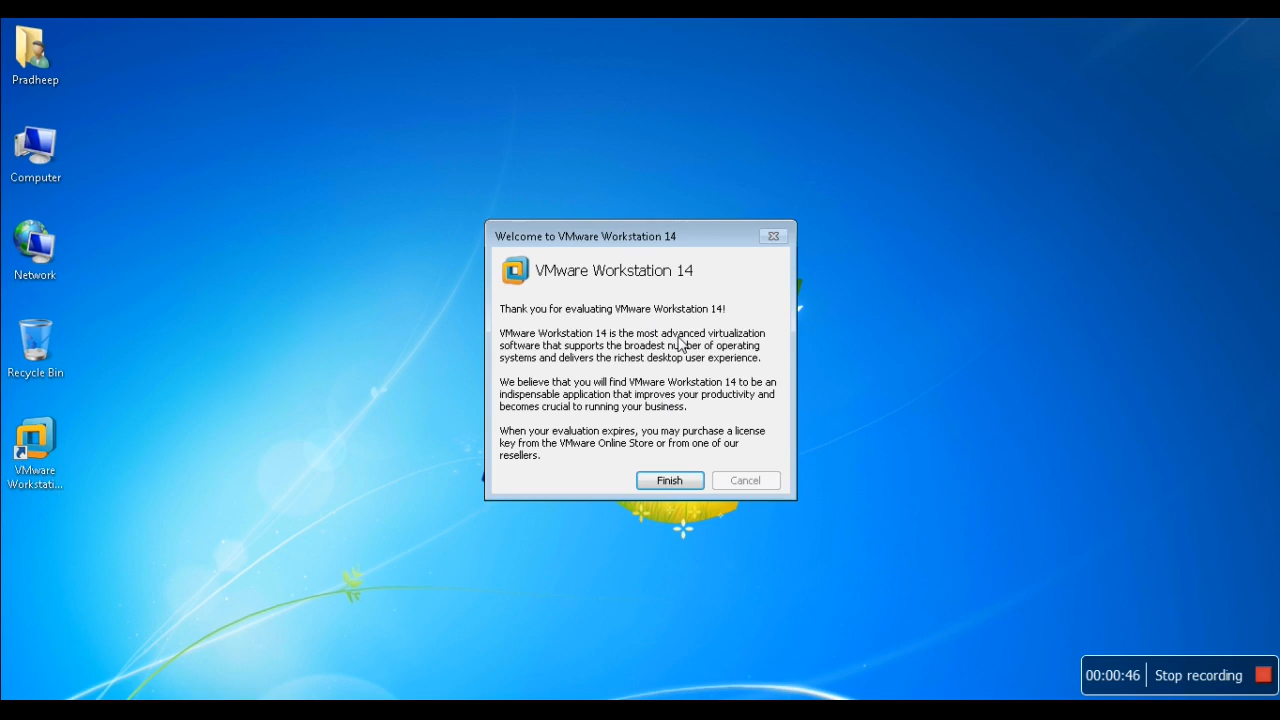 Pradheep
Computer
Network
Recycle Bin
VMware
Workstati...
Welcome to VMware Workstation 14
VMware Workstation 14
Thank you for evaluating VMware Workstation 14!
VMware Workstation 14 is the most advanced virtualization
software that supports the broadest number of operating
systems and delivers the richest desktop user experience.
We believe that you will find VMware Workstation 14 to be an
indispensable application that improves your productivity and
becomes crucial to running your business.
When your evaluation expires, you may purchase a license
key from the VMware Online Store or from one of our
resellers.
Finish
Cancel
00:00:46
Stop recording